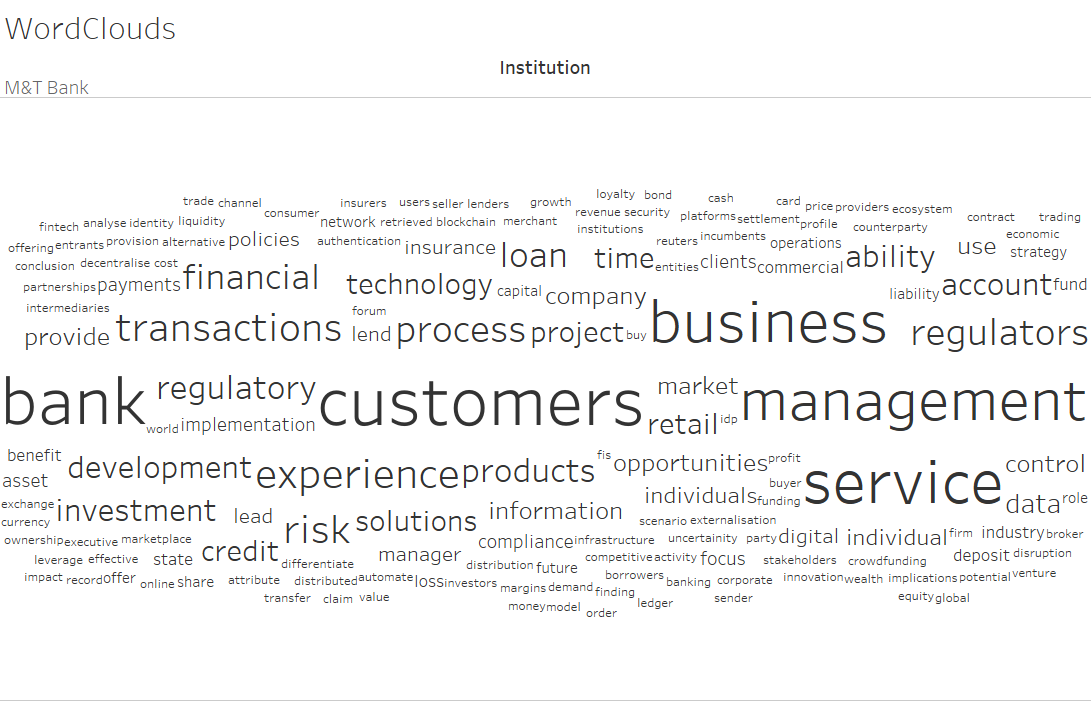 WordClouds
Institution
M&T Bank
loyalty bond
trade channel insurers users seller lenders growth cash card price providers ecosystem
fintech analyse identity liquidity consumer network retrieved blockchain merchant revenue security platforms settlement profile contract trading
offering entrants provision alternative policies authentication insurance institutions reuters incumbents operations counterparty economic
conclusion decentralise cost financial loan time entities clients commercial ability use strategy
partnerships payments technology capital company liability account fund
intermediaries forum
provide transactions lend process project buy business regulators
bank regulatory customers market management
world implementation retail idp
benefit development experience products fis opportunities profit service control
asset individuals buyer funding data role
exchange investment lead risk solutions information scenario externalisation
currency
ownership executive marketplace credit manager compliance infrastructure uncertainity party digital individual firm industry broker
leverage effective state differentiate distribution future competitive activity focus stakeholders crowdfunding deposit disruption
impact record offer online share attribute distributed automate loss investors margins demand borrowers finding banking corporate innovation wealth implications potential venture
transfer claim value money model order ledger sender equity global